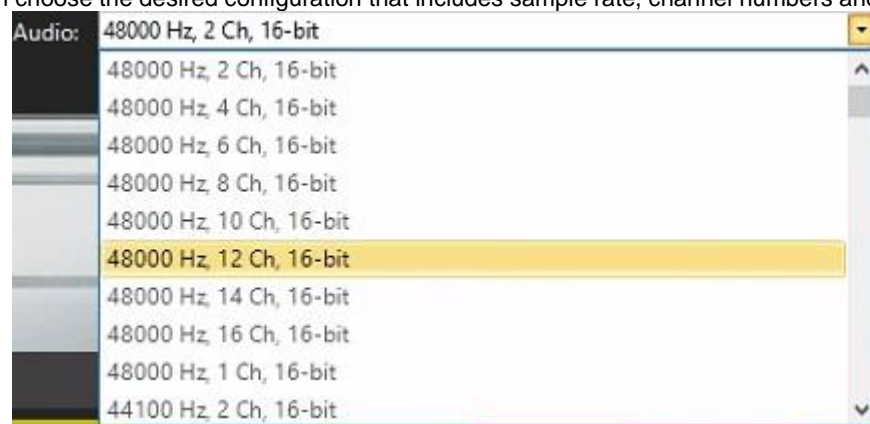 choose the desired configuration that includes sample rate, channel numbers and
Audio: 48000 Hz, 2 Ch, 16-bit
48000 Hz, 2 Ch, 16-bit
48000 Hz, 4 Ch, 16-bit
48000 Hz, 6 Ch, 16-bit
48000 Hz, 8 Ch, 16-bit
48000 Hz, 10 Ch, 16-bit
48000 Hz, 12 Ch, 16-bit
48000 Hz, 14 Ch, 16-bit
48000 Hz, 16 Ch, 16-bit
48000 Hz, 1 Ch, 16-bit
44100 Hz, 2 Ch, 16-bit